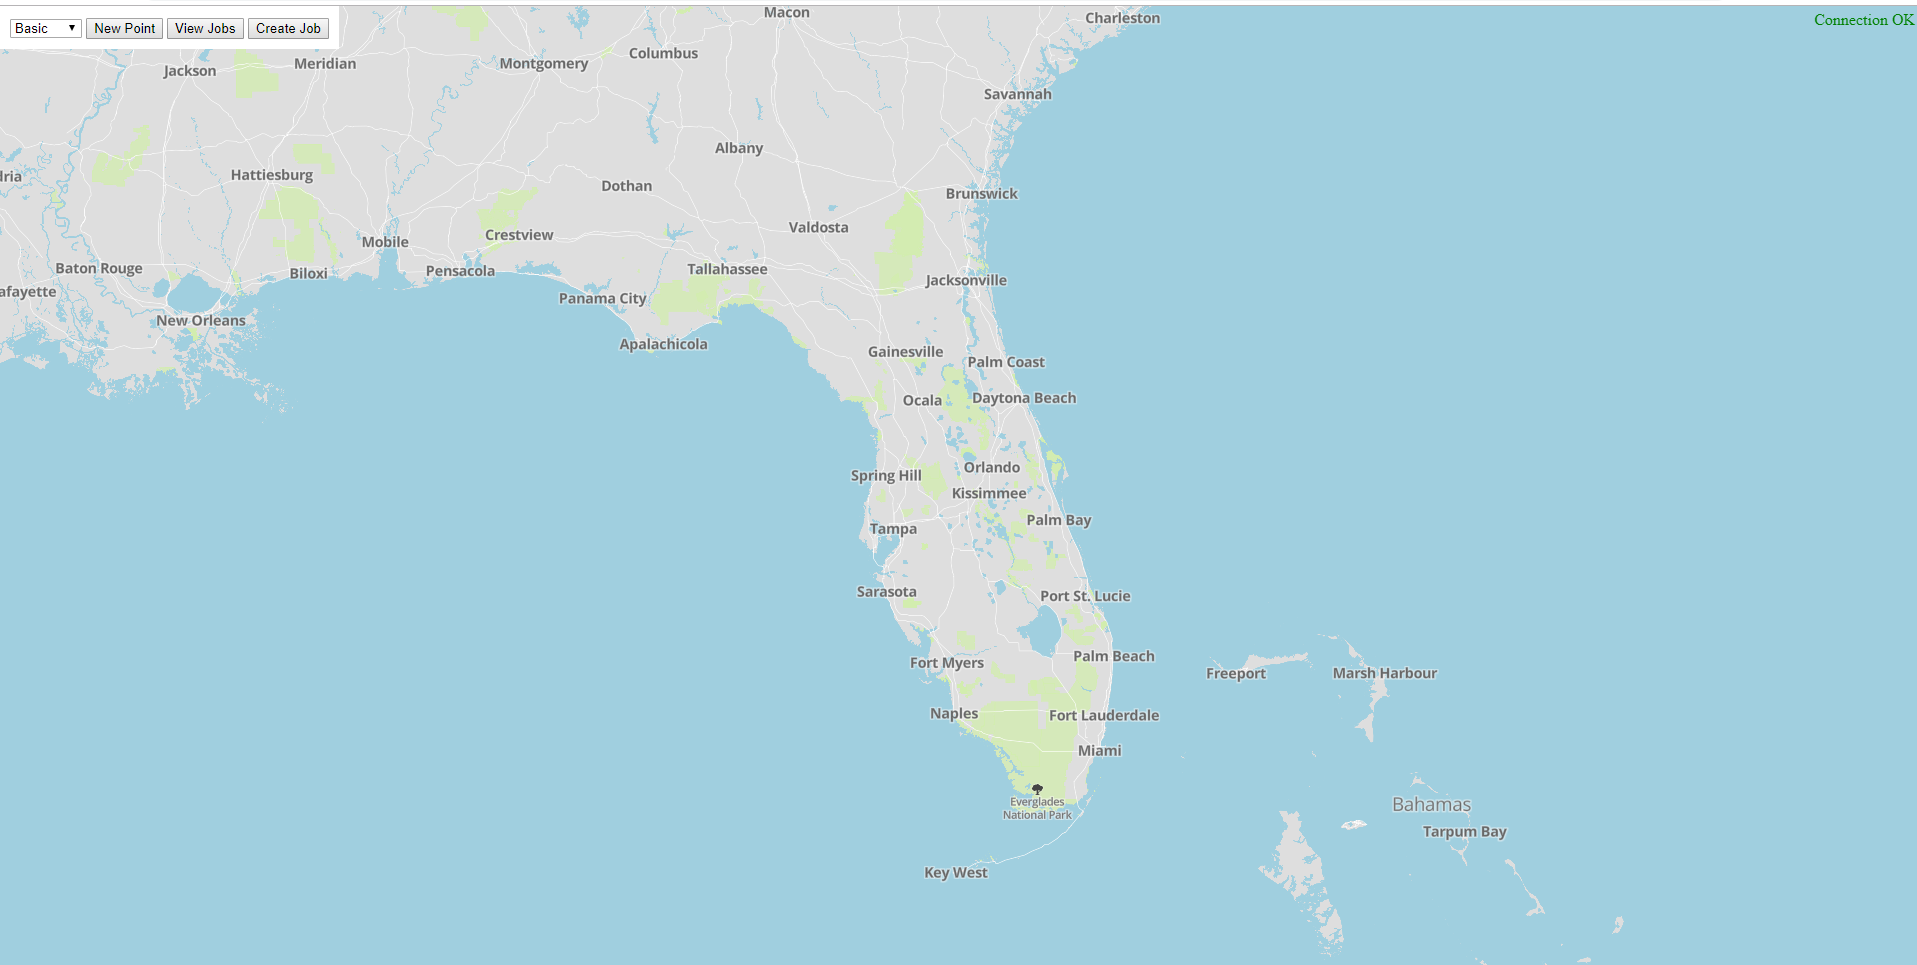 Basic New Point View Jobs Create Job
Connection OK
Macon
Charleston
Columbus
Jackson
Meridian
Montgomery
Savannah
Albany
Hattiesburg
dria
Dothan
Brunswick
Valdosta
Crestview
Mobile
Baton Rouge
Biloxi
Pensacola
Tallahassee
Jacksonville
afayette
Panama City
New Orleans
Apalachicola
Gainesville
Palm Coast
Ocala
Daytona Beach
Spring Hill
Orlando
Kissimmee
Tampa
Palm Bay
Sarasota
Port St. Lucie
Fort Myers
Palm Beach
Freeport
Marsh Harbour
Naples
Fort Lauderdale
Miami
Everglades
National Park
Bahamas
Tarpum Bay
Key West